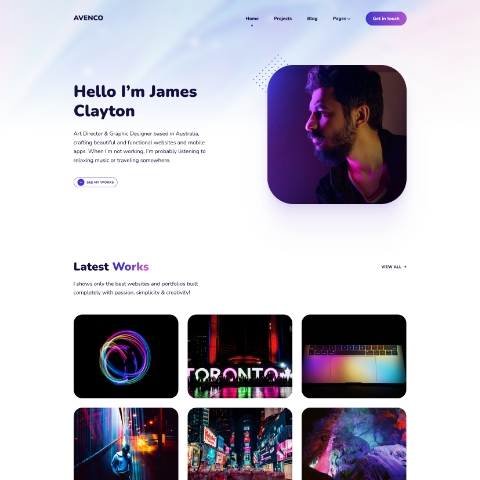 AVENCO
Home Projects Blog Pages Get in touch
Hello I'm James
Clayton
Art Director & Graphic Designer based in Australia,
crafting beautiful and functional websites and mobile
apps. When I'm not working, I'm probably listening to
relaxing music or traveling somewhere.
SEE MY WORKS
Latest Works
VIEW ALL →
I shows only the best websites and portfolios built
completely with passion, simplicity & creativity!
TORONTO